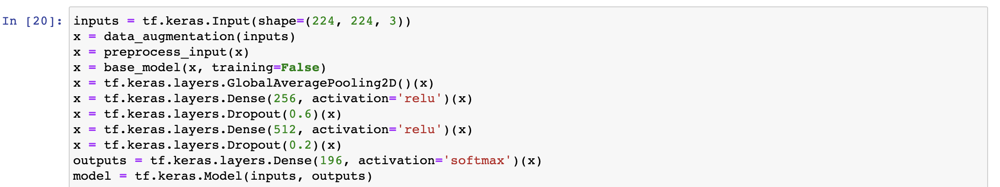 In [20]: inputs = tf.keras.Input(shape=(224, 224, 3))
x = data_augmentation(inputs)
x = preprocess_input(x)
x = base_model(x, training=False)
x = tf.keras.layers.GlobalAveragePooling2D()(x)
x = tf.keras.layers.Dense(256, activation='relu')(x)
x = tf.keras.layers.Dropout(0.6)(x)
x = tf.keras.layers.Dense(512, activation='relu')(x)
x = tf.keras.layers.Dropout(0.2)(x)
outputs = tf.keras.layers.Dense(196, activation='softmax')(x)
model = tf.keras.Model(inputs, outputs)